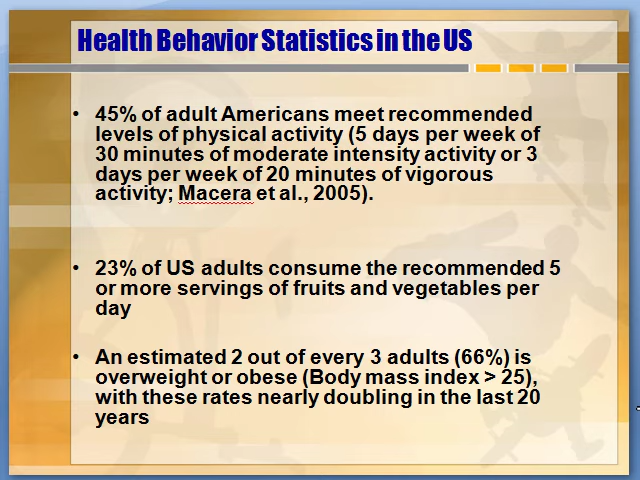 Health Behavior Statistics in the US
• 45% of adult Americans meet recommended
levels of physical activity (5 days per week of
30 minutes of moderate intensity activity or 3
days per week of 20 minutes of vigorous
activity; Macera et al., 2005).
• 23% of US adults consume the recommended 5
or more servings of fruits and vegetables per
day
• An estimated 2 out of every 3 adults (66%) is
overweight or obese (Body mass index > 25),
with these rates nearly doubling in the last 20
years